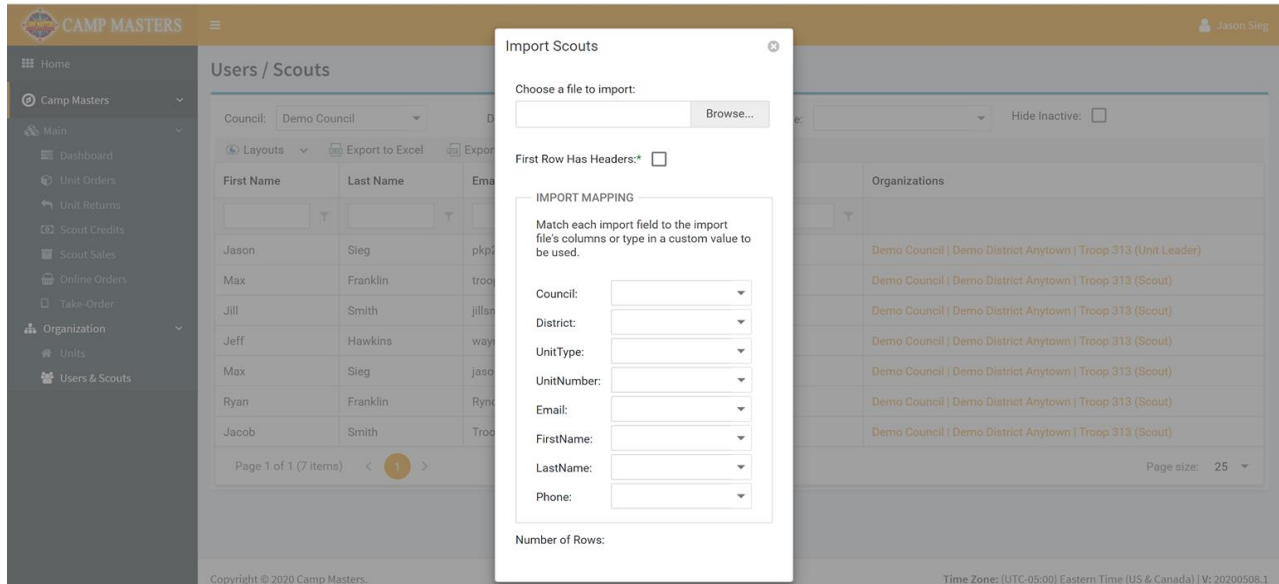 CAMP MASTERS
Jason Sieg
Home
Camp Masters
Main
Dashboard
Unit Orders
Unit Returns
Scout Credits
Scout Sales
Online Orders
Take-Order
Organization
Units
Users & Scouts
Users / Scouts
Council: Demo Council
Hide Inactive:
Layouts Export to Excel
First Name Last Name Organizations
Jason Sieg Demo Council | Demo District Anytown | Troop 313 (Unit Leader)
Max Franklin Demo Council | Demo District Anytown | Troop 313 (Scout)
Jill Smith Demo Council | Demo District Anytown | Troop 313 (Scout)
Jeff Hawkins Demo Council | Demo District Anytown | Troop 313 (Scout)
Max Sieg Demo Council | Demo District Anytown | Troop 313 (Scout)
Ryan Franklin Demo Council | Demo District Anytown | Troop 313 (Scout)
Jacob Smith Demo Council | Demo District Anytown | Troop 313 (Scout)
Page 1 of 1 (7 items) < 1 > Page size: 25
Import Scouts
Choose a file to import:
Browse...
First Row Has Headers:*
IMPORT MAPPING
Match each import field to the import
file's columns or type in a custom value to
be used.
Council:
District:
UnitType:
UnitNumber:
Email:
FirstName:
LastName:
Phone:
Number of Rows:
Copyright © 2020 Camp Masters. Time Zone: (UTC-05:00) Eastern Time (US & Canada) | V: 20200508.1